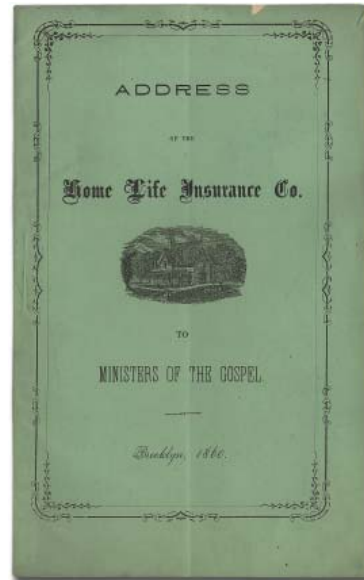 ADDRESS
OF THE
Home Life Insurance Co.
TO
MINISTERS OF THE GOSPEL
Brooklyn, 1860.